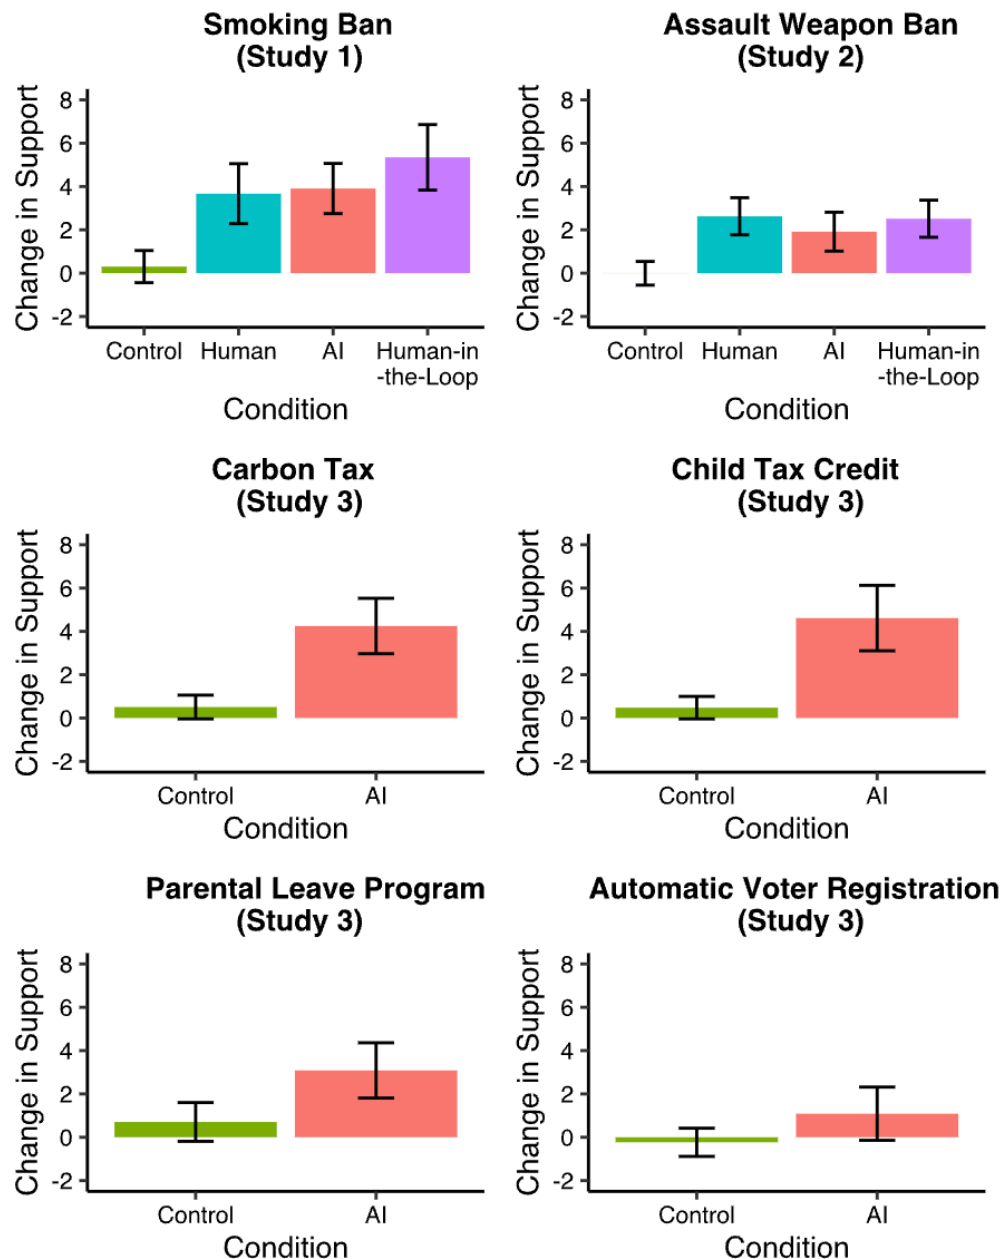 Smoking Ban
(Study 1)
Change in Support
8
6
4
2
0
-2
Control Human AI Human-in
-the-Loop
Condition
Assault Weapon Ban
(Study 2)
Change in Support
8
6
4
2
0
-2
Control Human AI Human-in
-the-Loop
Condition
Carbon Tax
(Study 3)
Change in Support
8
6
4
2
0
-2
Control AI
Condition
Child Tax Credit
(Study 3)
Change in Support
8
6
4
2
0
-2
Control AI
Condition
Parental Leave Program
(Study 3)
Change in Support
8
6
4
2
0
-2
Control AI
Condition
Automatic Voter Registration
(Study 3)
Change in Support
8
6
4
2
0
-2
Control AI
Condition